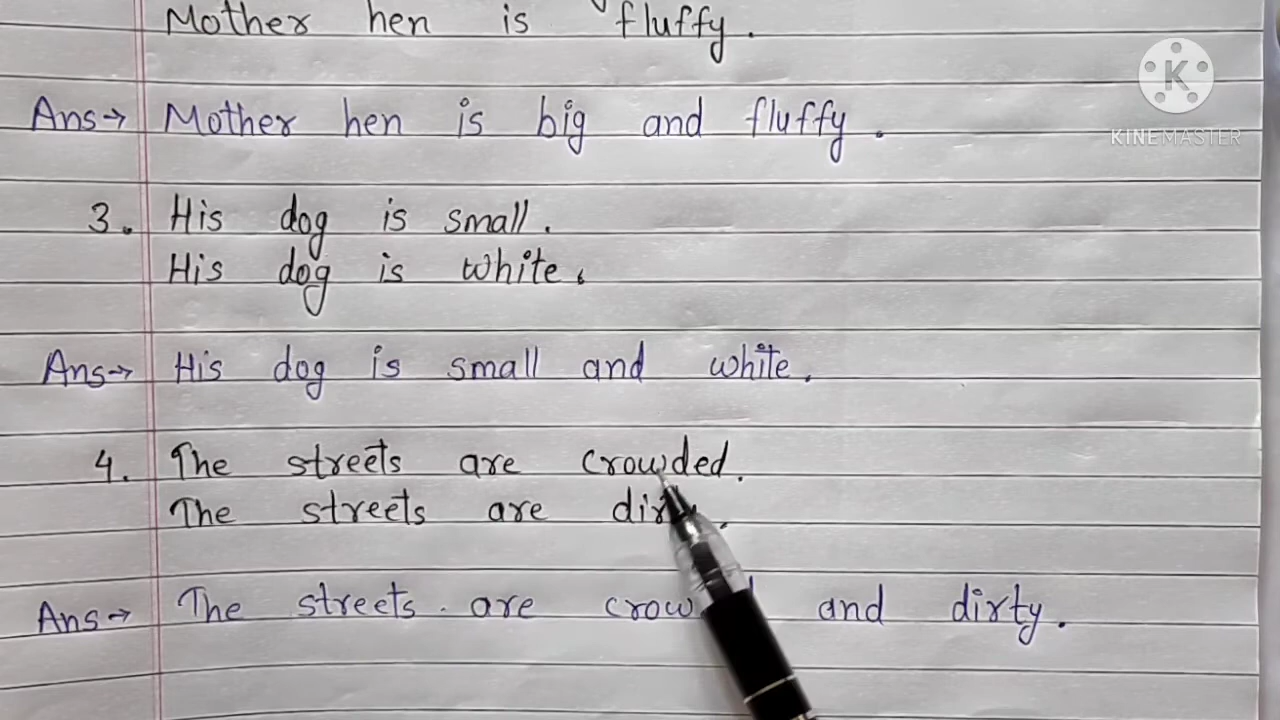 Mother hen is fluffy.
Ans→ Mother hen is big and fluffy.
3. His dog is small.
His dog is white.
Ans→ His dog is small and white.
4. The streets are crowded.
The streets are
Ans→ The streets are and dirty.
K
KINEMASTER